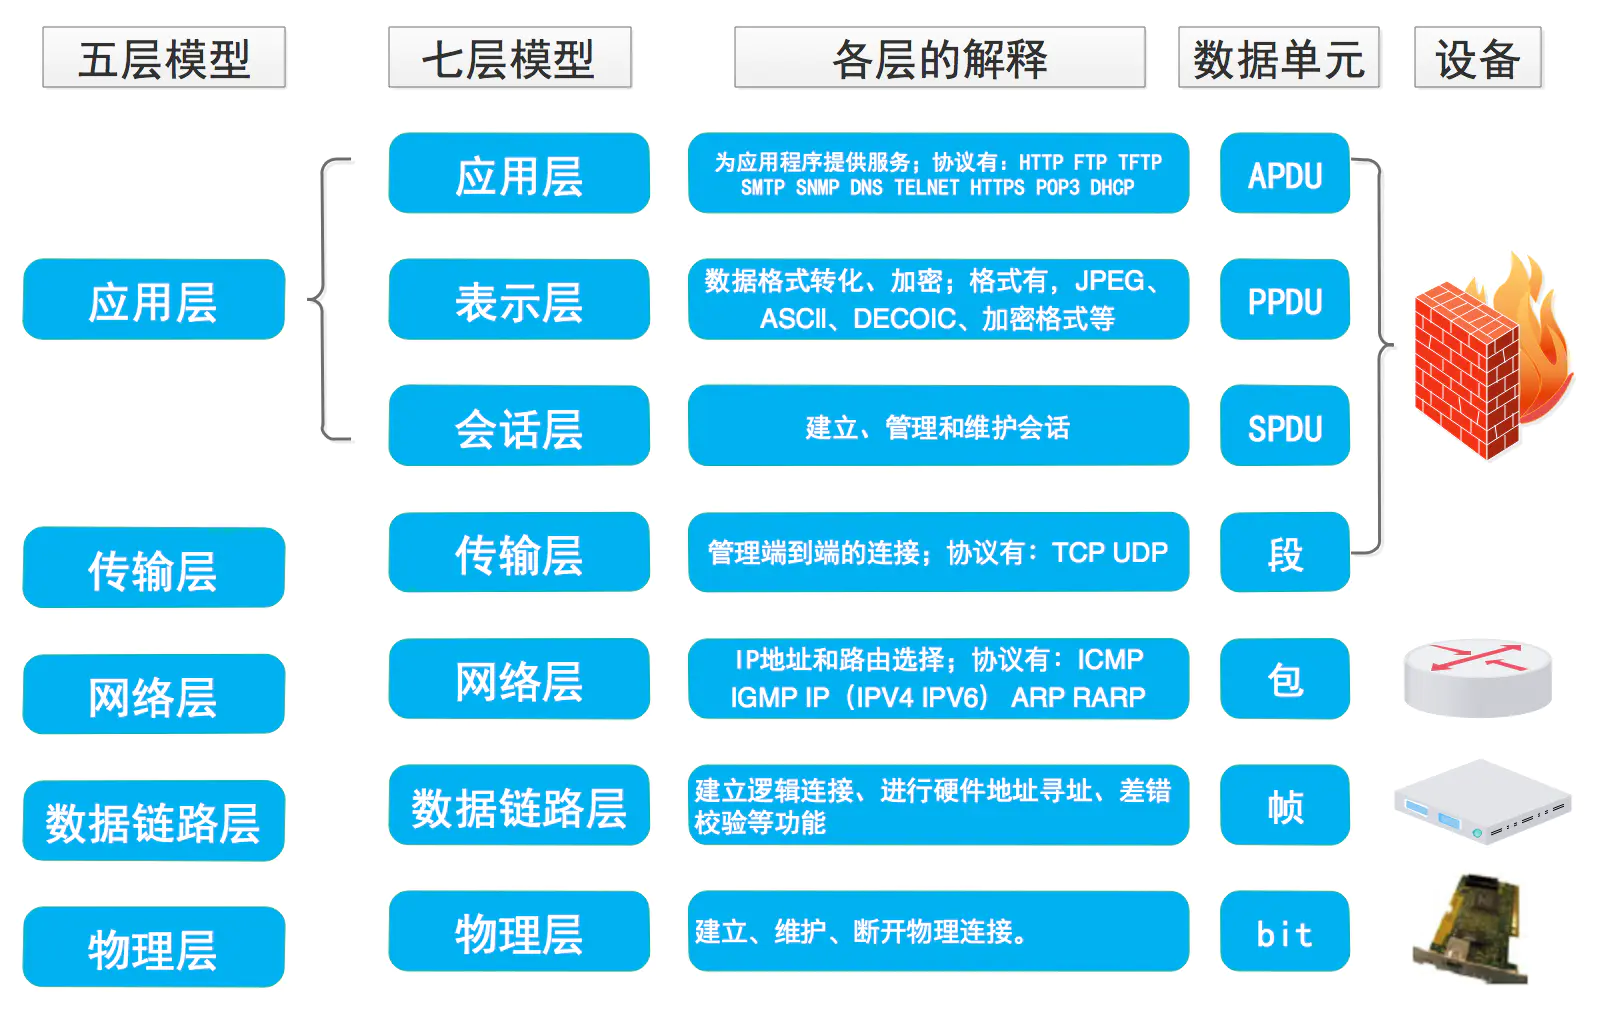 五层模型
七层模型
各层的解释
数据单元
设备
应用层
为应用程序提供服务；协议有：HTTP FTP TFTP
SMTP SNMP DNS TELNET HTTPS POP3 DHCP
APDU
应用层
表示层
数据格式转化、加密；格式有，JPEG、
ASCII、DECOIC、加密格式等
PPDU
会话层
建立、管理和维护会话
SPDU
传输层
传输层
管理端到端的连接；协议有：TCP UDP
段
网络层
网络层
IP地址和路由选择；协议有：ICMP
IGMP IP（IPV4 IPV6） ARP RARP
包
数据链路层
数据链路层
建立逻辑连接、进行硬件地址寻址、差错
校验等功能
帧
物理层
物理层
建立、维护、断开物理连接。
bit